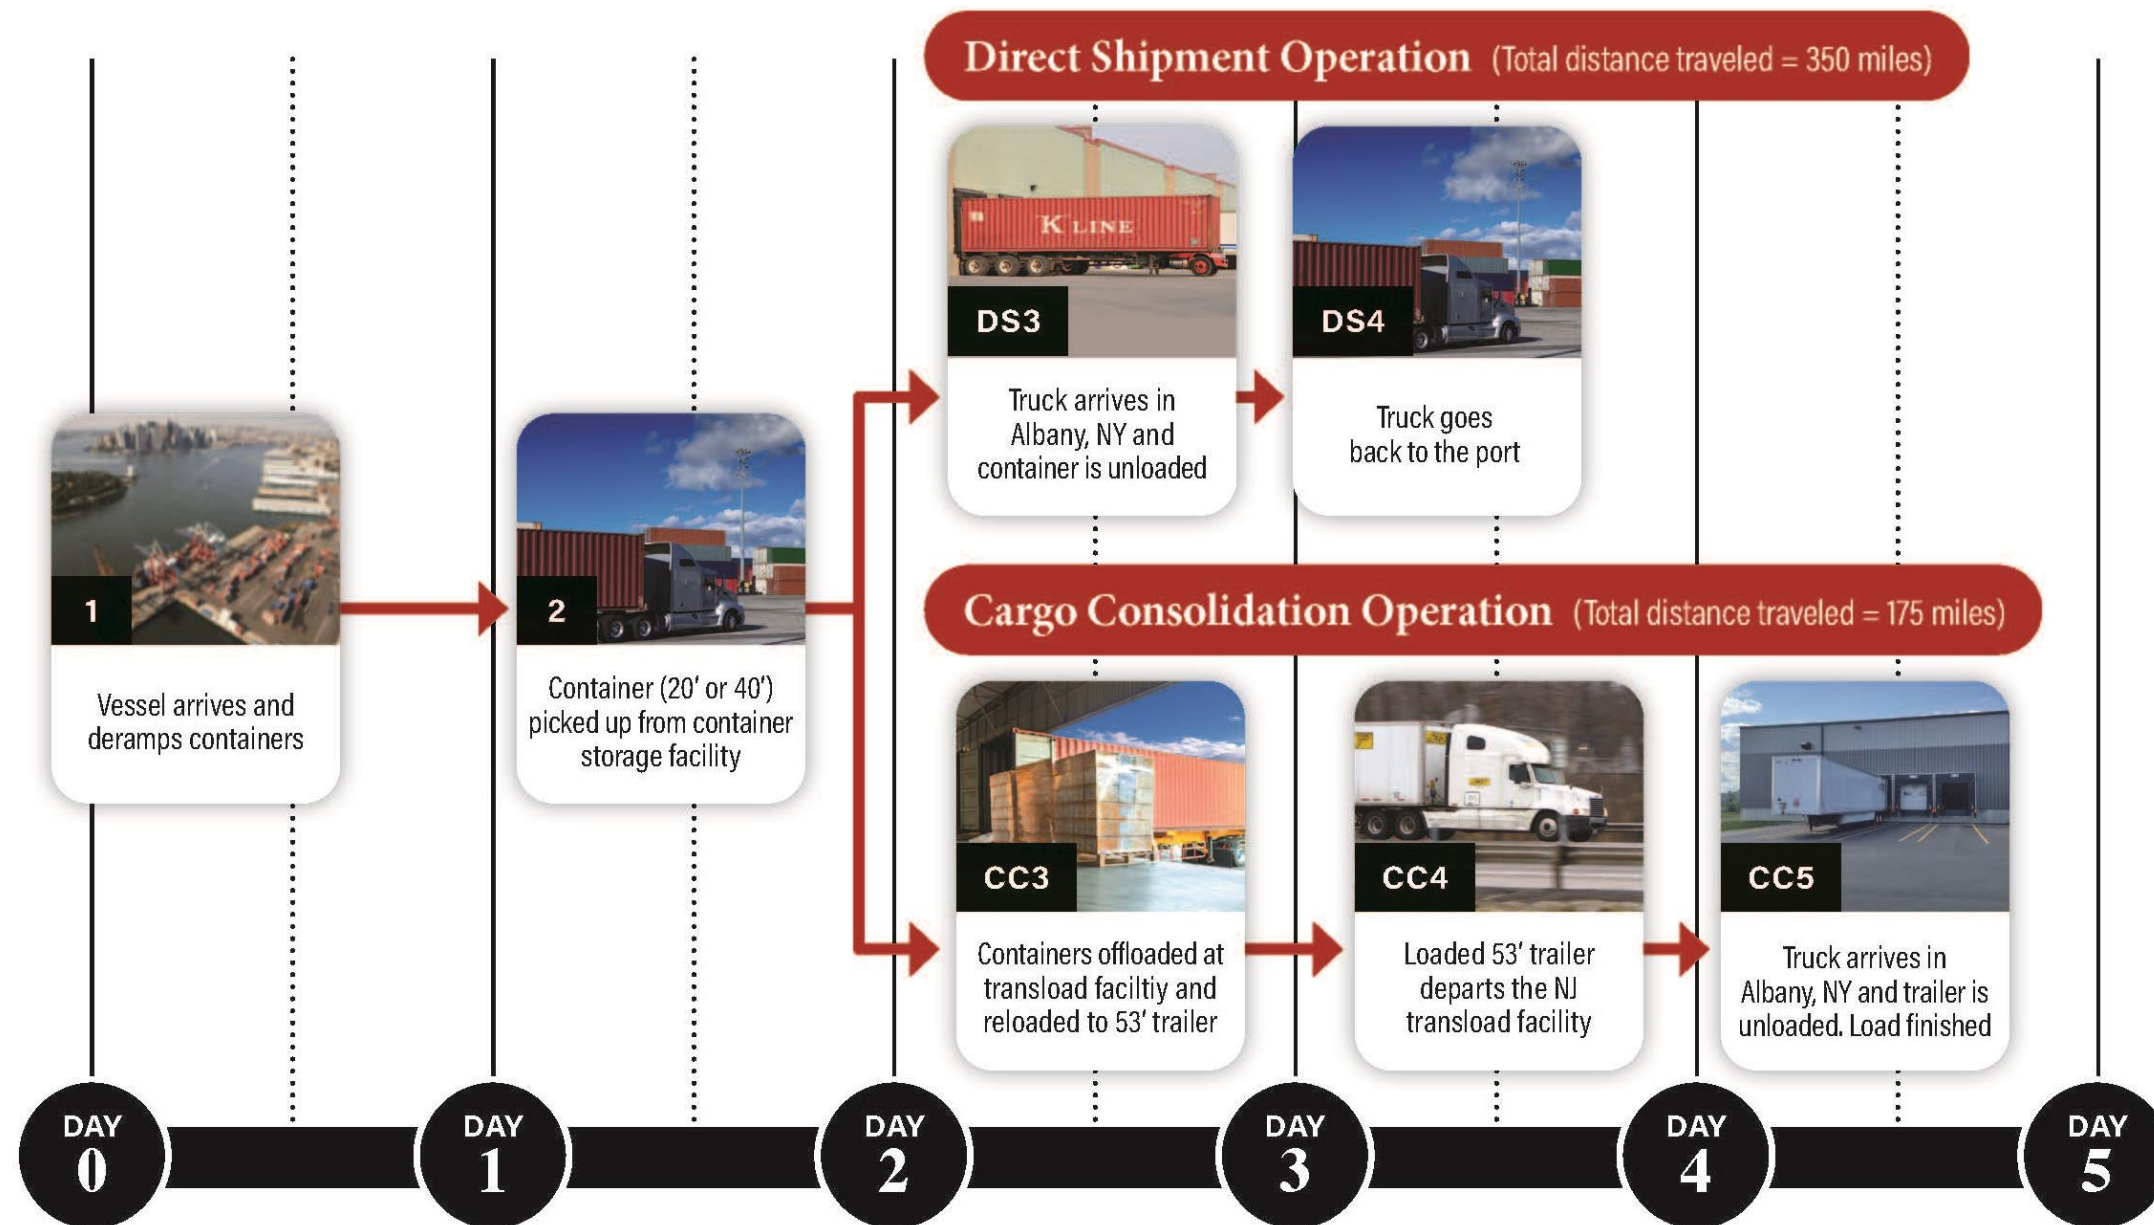 Direct Shipment Operation (Total distance traveled = 350 miles)
K LINE
DS3
Truck arrives in
Albany, NY and
container is unloaded
DS4
Truck goes
back to the port
1
Vessel arrives and
deramps containers
2
Container (20' or 40')
picked up from container
storage facility
Cargo Consolidation Operation (Total distance traveled = 175 miles)
CC3
Containers offloaded at
transload faciltiy and
reloaded to 53' trailer
CC4
Loaded 53' trailer
departs the NJ
transload facility
CC5
Truck arrives in
Albany, NY and trailer is
unloaded. Load finished
DAY
0
DAY
1
DAY
2
DAY
3
DAY
4
DAY
5